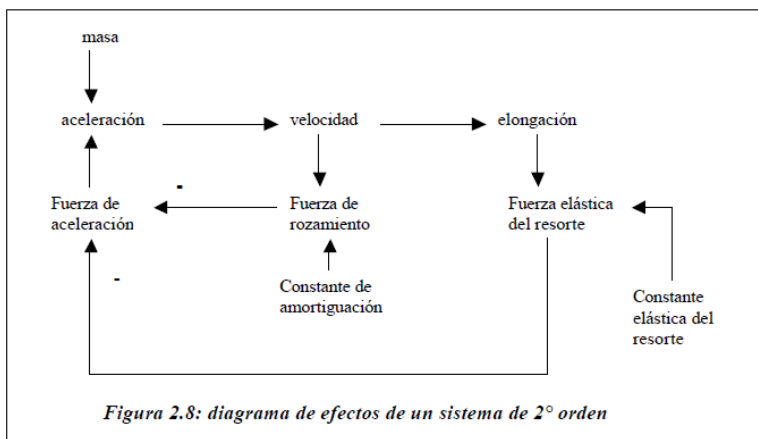 masa
aceleración
velocidad
elongación
-
Fuerza de
aceleración
Fuerza de
rozamiento
Fuerza elástica
del resorte
-
Constante de
amortiguación
Constante
elástica del
resorte
Figura 2.8: diagrama de efectos de un sistema de 2° orden